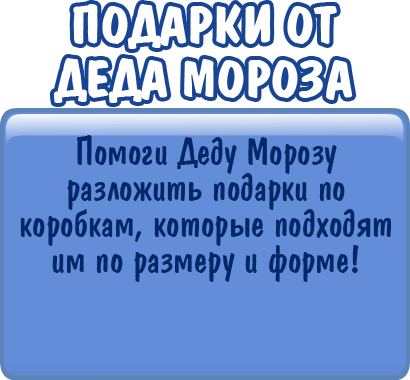 ПОДАРКИ ОТ
ДЕДА МОРОЗА
Помоги Деду Морозу
разложить подарки по
коробкам, которые подходят
им по размеру и форме!